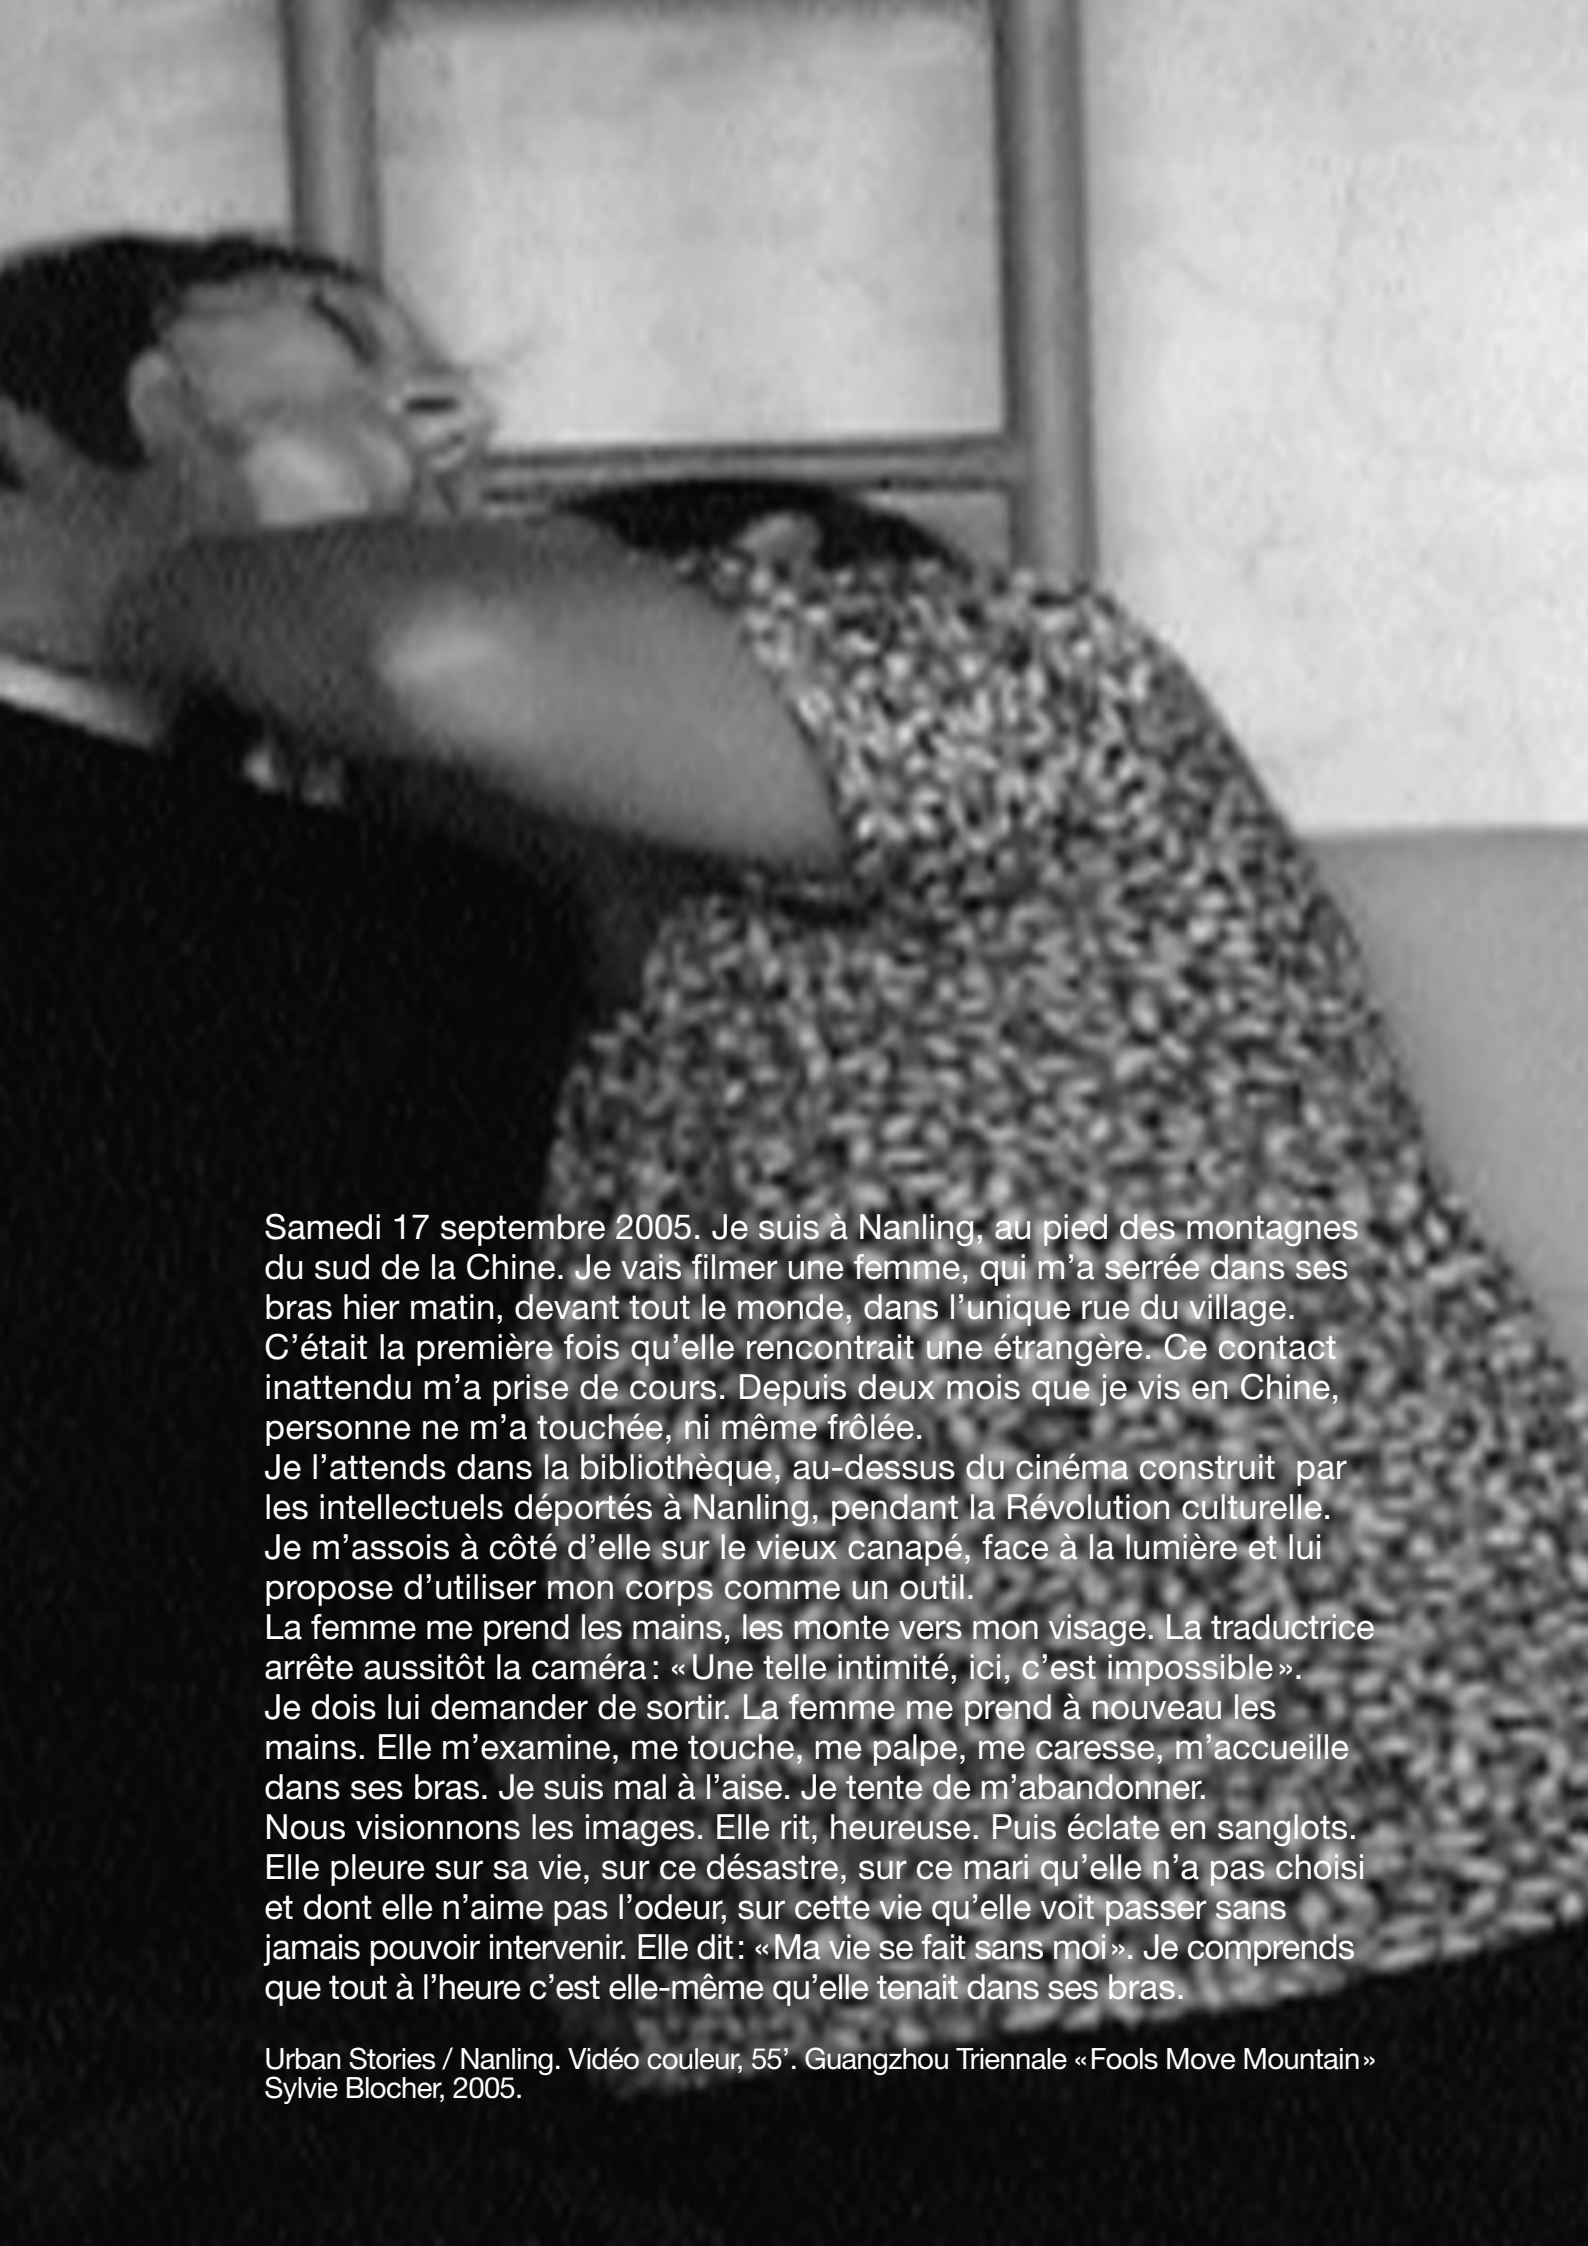 Samedi 17 septembre 2005. Je suis à Nanling, au pied des montagnes
du sud de la Chine. Je vais filmer une femme, qui m’a serrée dans ses
bras hier matin, devant tout le monde, dans l’unique rue du village.
C’était la première fois qu’elle rencontrait une étrangère. Ce contact
inattendu m’a prise de cours. Depuis deux mois que je vis en Chine,
personne ne m’a touchée, ni même frôlée.
Je l’attends dans la bibliothèque, au-dessus du cinéma construit  par
les intellectuels déportés à Nanling, pendant la Révolution culturelle.
Je m’assois à côté d’elle sur le vieux canapé, face à la lumière et lui
propose d’utiliser mon corps comme un outil.
La femme me prend les mains, les monte vers mon visage. La traductrice
arrête aussitôt la caméra : « Une telle intimité, ici, c’est impossible ».
Je dois lui demander de sortir. La femme me prend à nouveau les
mains. Elle m’examine, me touche, me palpe, me caresse, m’accueille
dans ses bras. Je suis mal à l’aise. Je tente de m’abandonner.
Nous visionnons les images. Elle rit, heureuse. Puis éclate en sanglots.
Elle pleure sur sa vie, sur ce désastre, sur ce mari qu’elle n’a pas choisi
et dont elle n’aime pas l’odeur, sur cette vie qu’elle voit passer sans
jamais pouvoir intervenir. Elle dit : « Ma vie se fait sans moi ». Je comprends
que tout à l’heure c’est elle-même qu’elle tenait dans ses bras.
Urban Stories / Nanling. Vidéo couleur, 55’. Guangzhou Triennale « Fools Move Mountain »
Sylvie Blocher, 2005.